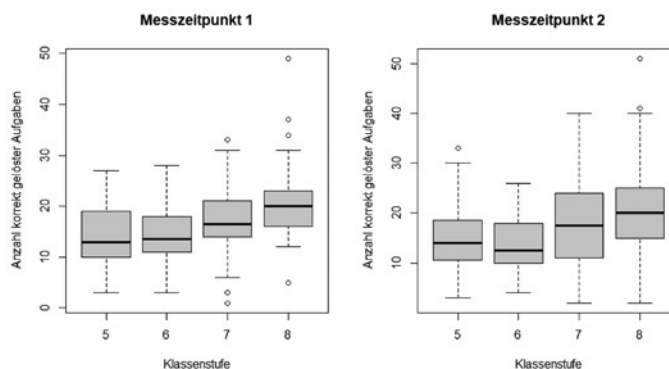 Messzeitpunkt 1
Anzahl korrekt gelöster Aufgaben
50
40
30
20
10
0
5 6 7 8
Klassenstufe
Messzeitpunkt 2
Anzahl korrekt gelöster Aufgaben
50
40
30
20
10
5 6 7 8
Klassenstufe